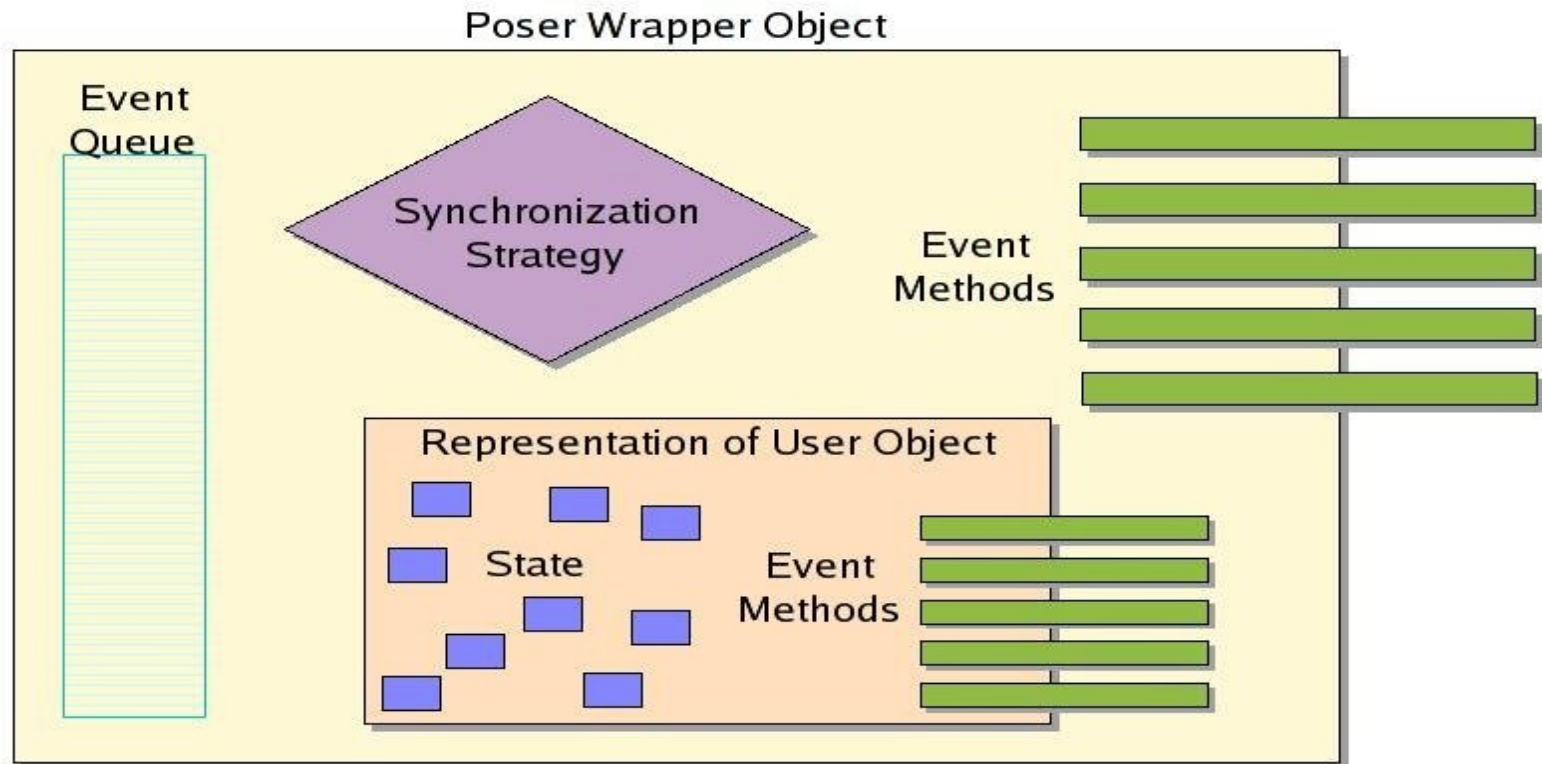 Poser Wrapper Object
Event
Queue
Synchronization
Strategy
Event
Methods
Representation of User Object
State
Event
Methods